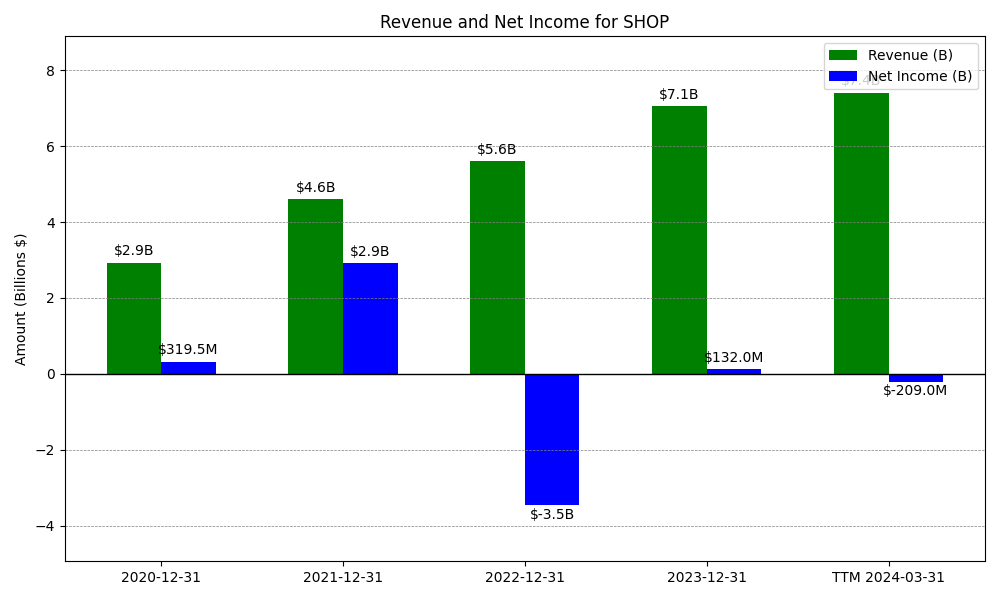 Revenue and Net Income for SHOP
Revenue (B)
Net Income (B)
Amount (Billions $)
8
6
4
2
0
−2
−4
$2.9B
$319.5M
$4.6B
$2.9B
$5.6B
$-3.5B
$7.1B
$132.0M
$7.4B
$-209.0M
2020-12-31
2021-12-31
2022-12-31
2023-12-31
TTM 2024-03-31